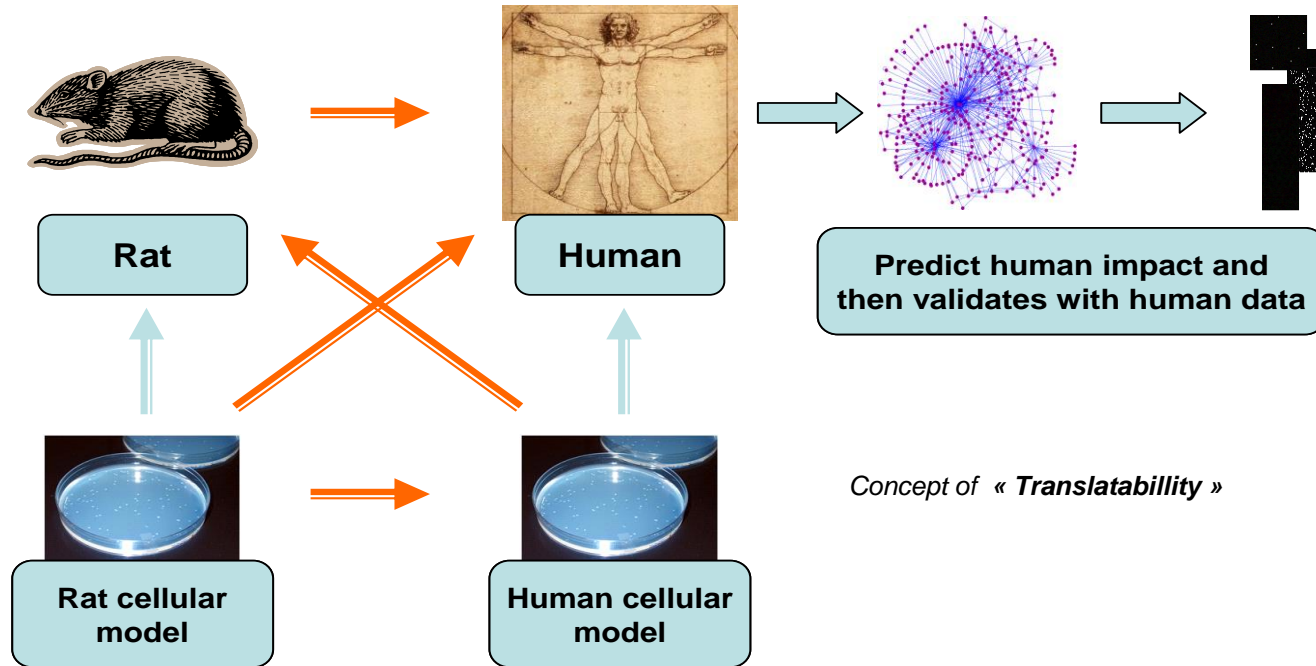 Rat
Human
Predict human impact and
then validates with human data
Concept of « Translatabillity »
Rat cellular
model
Human cellular
model